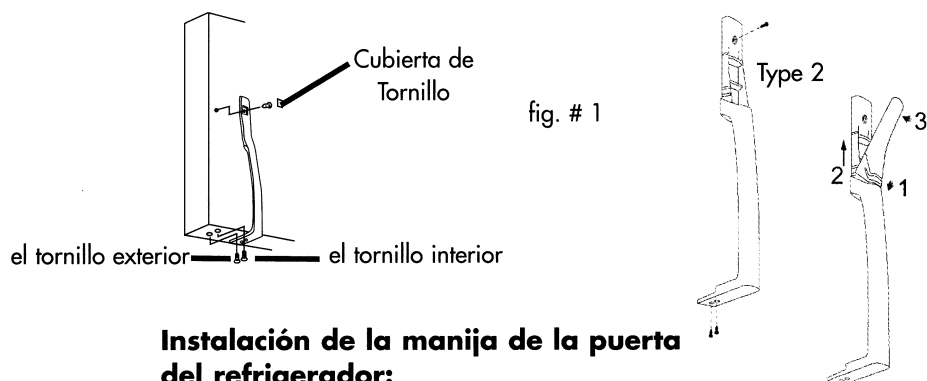 Cubierta de
Tornillo
fig. # 1
Type 2
3
2
1
el tornillo exterior
el tornillo interior
Instalación de la manija de la puerta
del refrigerador: